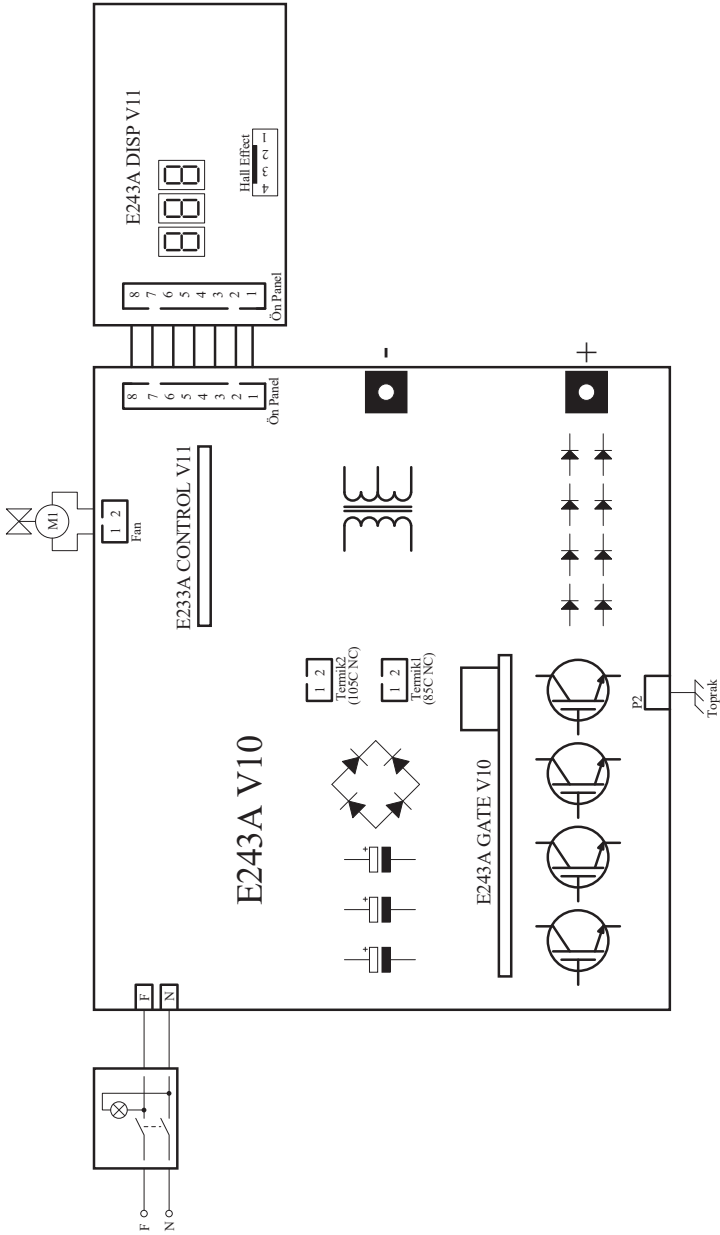 E243A DISP V11
Hall Effect
4 3 2 1
8 7 6 5 4 3 2 1
Ön Panel
8 7 6 5 4 3 2 1
Ön Panel
-
+
M1
1 2
Fan
E233A CONTROL V11
1 2
Termik2
(105C NC)
1 2
Termik1
(85C NC)
E243A V10
+
+
+
E243A GATE V10
P2
Toprak
F
N
F
N